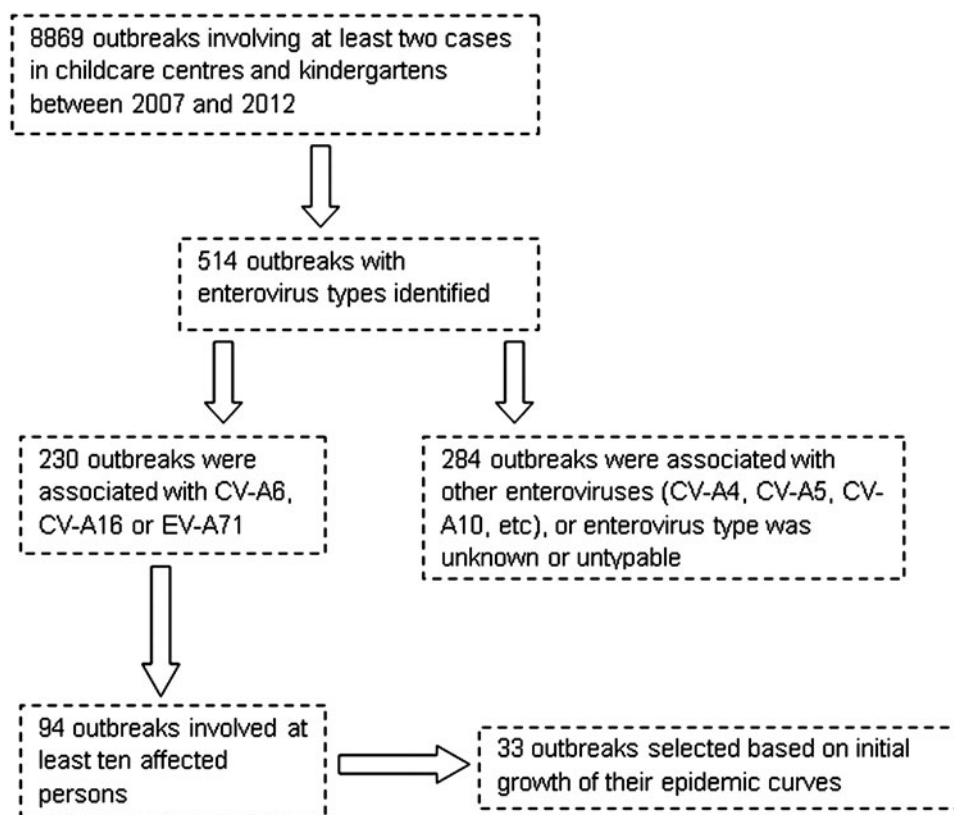 8869 outbreaks involving at least two cases
in childcare centres and kindergartens
between 2007 and 2012
514 outbreaks with
enterovirus types identified
230 outbreaks were
associated with CV-A6,
CV-A16 or EV-A71
284 outbreaks were associated with
other enteroviruses (CV-A4, CV-A5, CV-
A10, etc), or enterovirus type was
unknown or untypable
94 outbreaks involved at
least ten affected
persons
33 outbreaks selected based on initial
growth of their epidemic curves